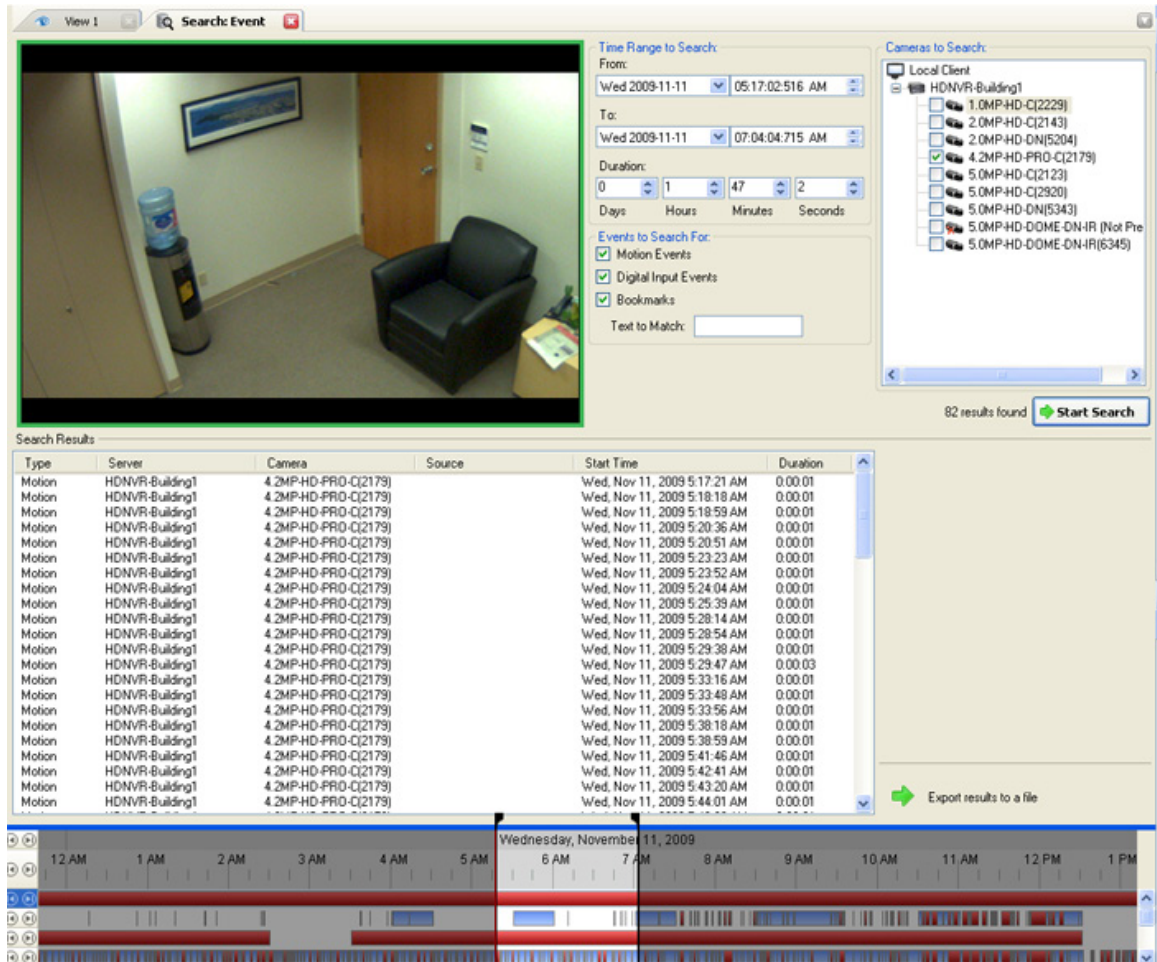 View 1
Search: Event
Time Range to Search:
From:
Wed 2009-11-11
05:17:02:516 AM
To:
Wed 2009-11-11
07:04:04:715 AM
Duration:
0
1
47
2
Days
Hours
Minutes
Seconds
Events to Search For:
Motion Events
Digital Input Events
Bookmarks
Text to Match:
Cameras to Search:
Local Client
HDNVR-Building1
1.0MP-HD-C(2229)
2.0MP-HD-C(2143)
2.0MP-HD-DN(5204)
4.2MP-HD-PRO-C(2179)
5.0MP-HD-C(2123)
5.0MP-HD-C(2920)
5.0MP-HD-DN(5343)
5.0MP-HD-DOME-DN-IR (Not Pre
5.0MP-HD-DOME-DN-IR(6345)
82 results found
Start Search
Search Results
Type Server Camera Source Start Time Duration
Motion HDNVR-Building1 4.2MP-HD-PRO-C(2179) Wed, Nov 11, 2009 5:17:21 AM 0:00:01
Motion HDNVR-Building1 4.2MP-HD-PRO-C(2179) Wed, Nov 11, 2009 5:18:18 AM 0:00:01
Motion HDNVR-Building1 4.2MP-HD-PRO-C(2179) Wed, Nov 11, 2009 5:18:59 AM 0:00:01
Motion HDNVR-Building1 4.2MP-HD-PRO-C(2179) Wed, Nov 11, 2009 5:20:36 AM 0:00:01
Motion HDNVR-Building1 4.2MP-HD-PRO-C(2179) Wed, Nov 11, 2009 5:20:51 AM 0:00:01
Motion HDNVR-Building1 4.2MP-HD-PRO-C(2179) Wed, Nov 11, 2009 5:23:23 AM 0:00:01
Motion HDNVR-Building1 4.2MP-HD-PRO-C(2179) Wed, Nov 11, 2009 5:23:52 AM 0:00:01
Motion HDNVR-Building1 4.2MP-HD-PRO-C(2179) Wed, Nov 11, 2009 5:24:04 AM 0:00:01
Motion HDNVR-Building1 4.2MP-HD-PRO-C(2179) Wed, Nov 11, 2009 5:25:39 AM 0:00:01
Motion HDNVR-Building1 4.2MP-HD-PRO-C(2179) Wed, Nov 11, 2009 5:28:14 AM 0:00:01
Motion HDNVR-Building1 4.2MP-HD-PRO-C(2179) Wed, Nov 11, 2009 5:28:54 AM 0:00:01
Motion HDNVR-Building1 4.2MP-HD-PRO-C(2179) Wed, Nov 11, 2009 5:29:38 AM 0:00:01
Motion HDNVR-Building1 4.2MP-HD-PRO-C(2179) Wed, Nov 11, 2009 5:29:47 AM 0:00:03
Motion HDNVR-Building1 4.2MP-HD-PRO-C(2179) Wed, Nov 11, 2009 5:33:16 AM 0:00:01
Motion HDNVR-Building1 4.2MP-HD-PRO-C(2179) Wed, Nov 11, 2009 5:33:48 AM 0:00:01
Motion HDNVR-Building1 4.2MP-HD-PRO-C(2179) Wed, Nov 11, 2009 5:33:56 AM 0:00:01
Motion HDNVR-Building1 4.2MP-HD-PRO-C(2179) Wed, Nov 11, 2009 5:38:18 AM 0:00:01
Motion HDNVR-Building1 4.2MP-HD-PRO-C(2179) Wed, Nov 11, 2009 5:38:59 AM 0:00:01
Motion HDNVR-Building1 4.2MP-HD-PRO-C(2179) Wed, Nov 11, 2009 5:41:46 AM 0:00:01
Motion HDNVR-Building1 4.2MP-HD-PRO-C(2179) Wed, Nov 11, 2009 5:42:41 AM 0:00:01
Motion HDNVR-Building1 4.2MP-HD-PRO-C(2179) Wed, Nov 11, 2009 5:43:20 AM 0:00:01
Motion HDNVR-Building1 4.2MP-HD-PRO-C(2179) Wed, Nov 11, 2009 5:44:01 AM 0:00:01
Export results to a file
Wednesday, November 11, 2009
12 AM 1 AM 2 AM 3 AM 4 AM 5 AM 6 AM 7 AM 8 AM 9 AM 10 AM 11 AM 12 PM 1 PM